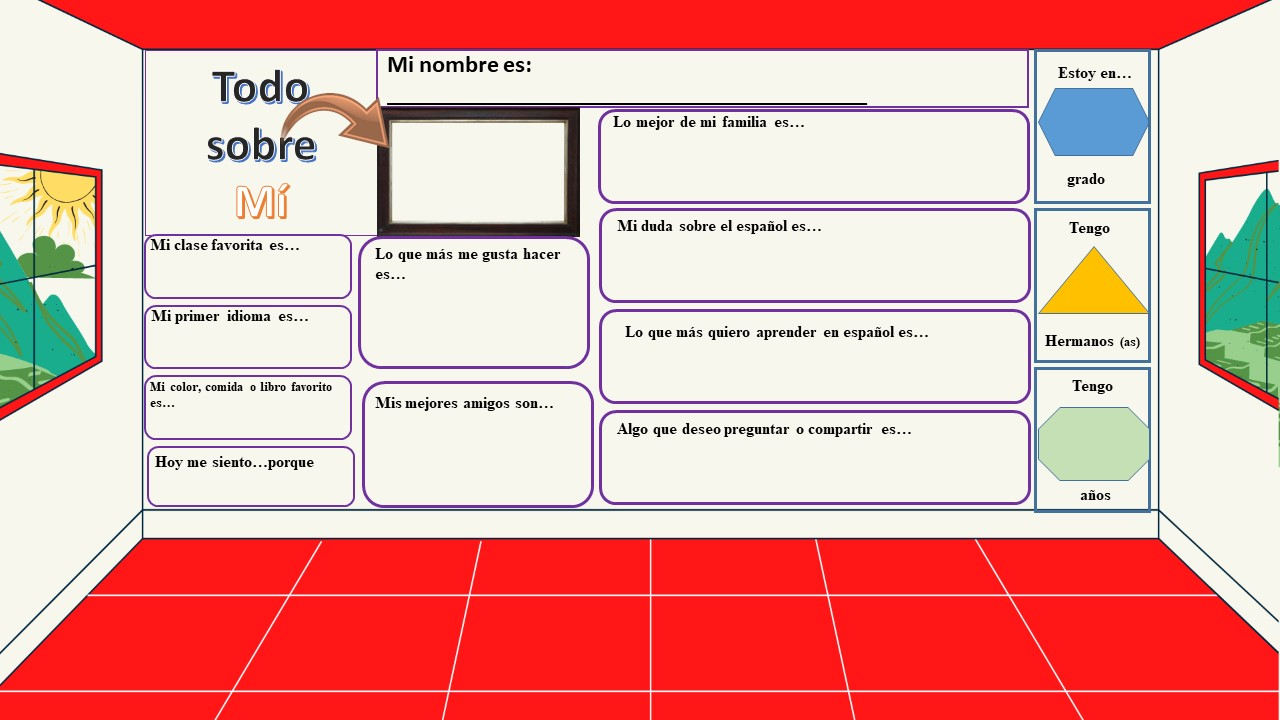 Todo
sobre
Mí
Mi nombre es:
Mi clase favorita es…
Mi primer idioma es…
Mi color, comida o libro favorito
es…
Hoy me siento…porque
Lo que más me gusta hacer
es…
Mis mejores amigos son…
Lo mejor de mi familia es…
Mi duda sobre el español es…
Lo que más quiero aprender en español es…
Algo que deseo preguntar o compartir es…
Estoy en…
grado
Tengo
Hermanos (as)
Tengo
años